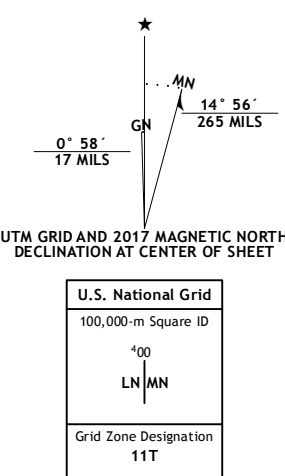 ★
MN
GN
14° 56´
265 MILS
0° 58´
17 MILS
UTM GRID AND 2017 MAGNETIC NORTH
DECLINATION AT CENTER OF SHEET
U.S. National Grid
100,000-m Square ID
⁴00
LN MN
Grid Zone Designation
11T